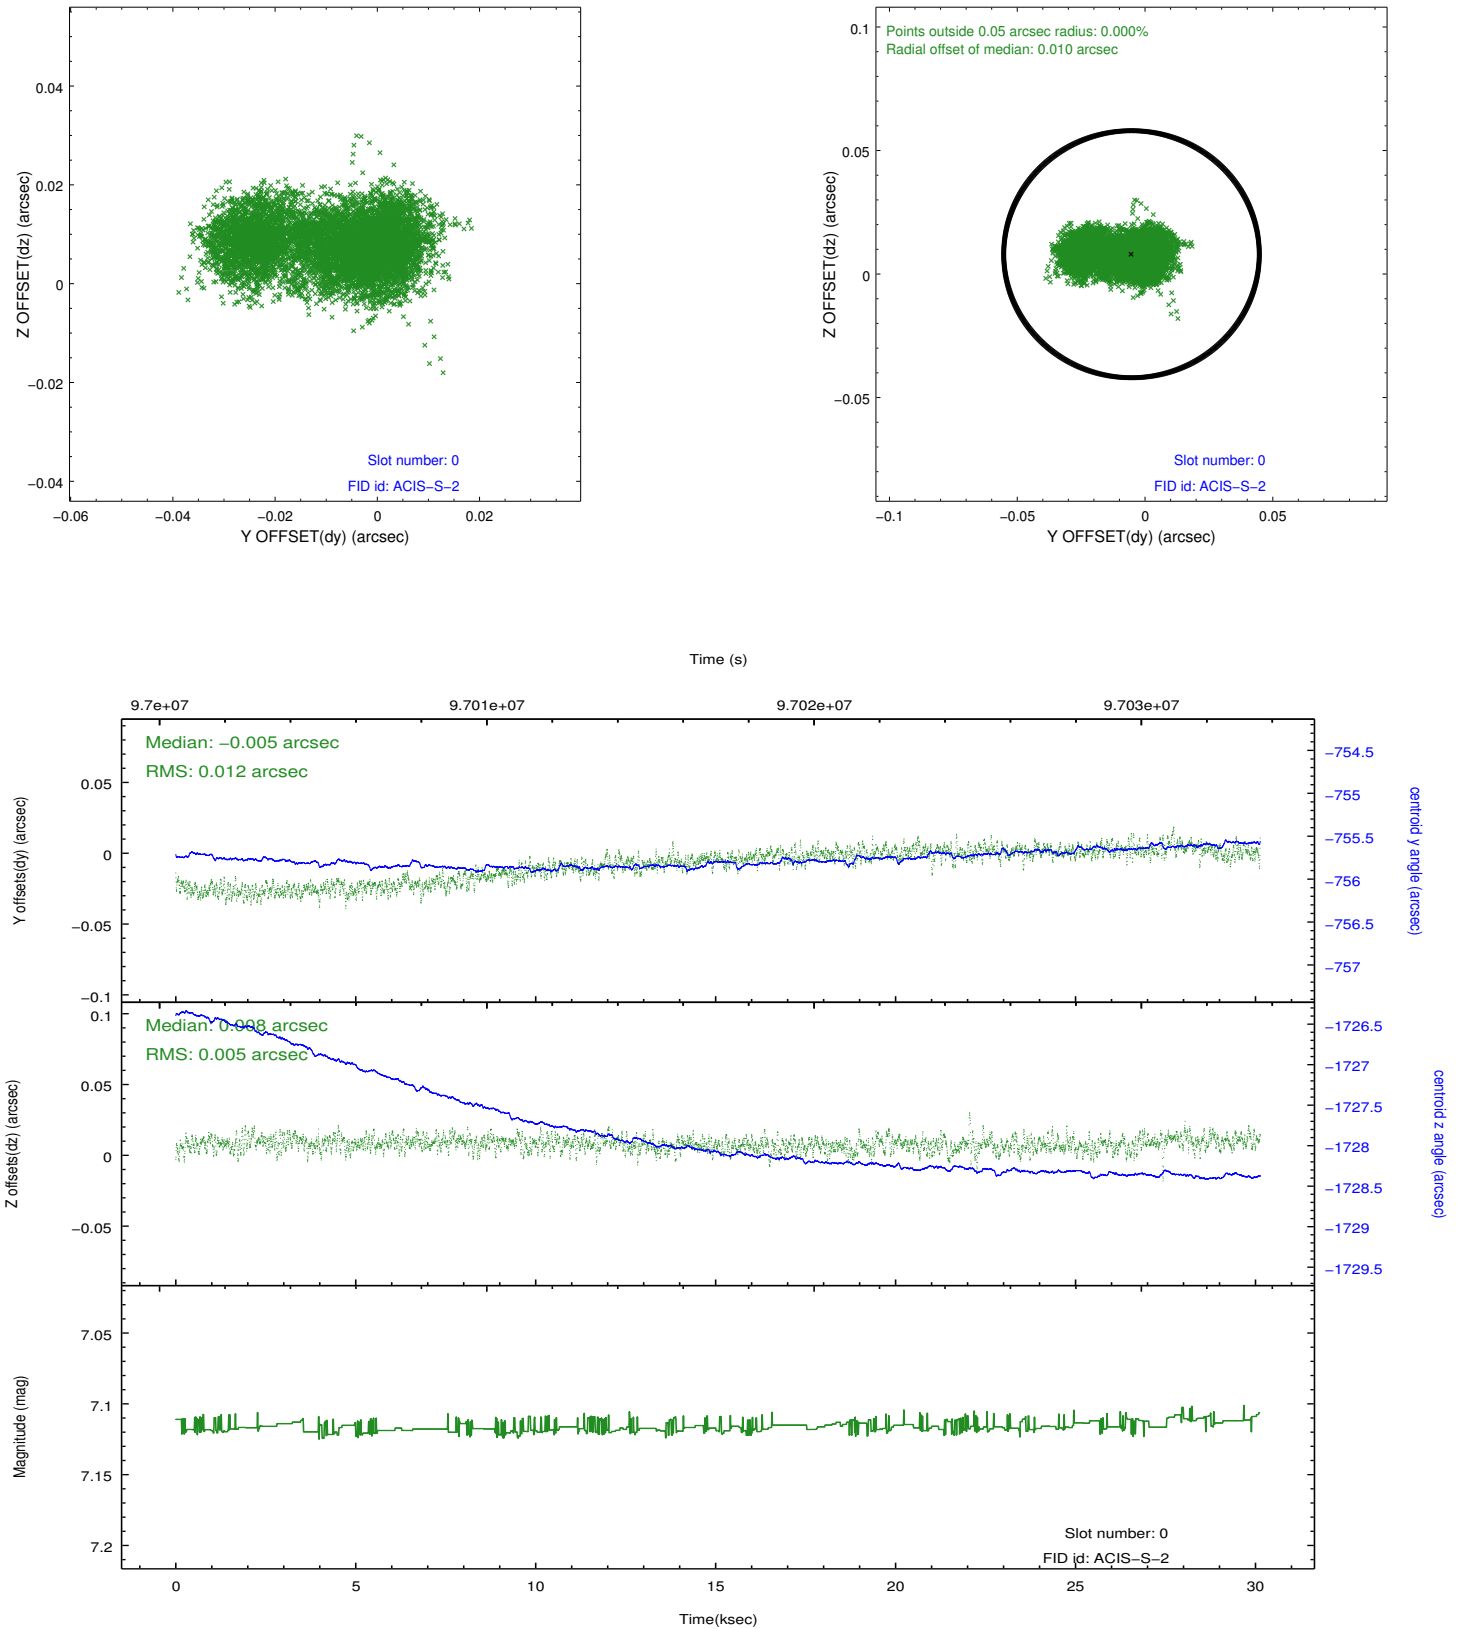 0.04
0.02
0
−0.02
−0.04
Z OFFSET(dz) (arcsec)
Slot number: 0
FID id: ACIS−S−2
−0.06
−0.04
−0.02
0
0.02
Y OFFSET(dy) (arcsec)
Points outside 0.05 arcsec radius: 0.000%
Radial offset of median: 0.010 arcsec
0.1
0.05
0
−0.05
Z OFFSET(dz) (arcsec)
Slot number: 0
FID id: ACIS−S−2
−0.1
−0.05
0
0.05
Y OFFSET(dy) (arcsec)
Time (s)
9.7e+07
9.701e+07
9.702e+07
9.703e+07
Median: −0.005 arcsec
RMS: 0.012 arcsec
0.05
0
−0.05
−0.1
Y offsets(dy) (arcsec)
−754.5
−755
−755.5
−756
−756.5
−757
centroid y angle (arcsec)
Median: 0.008 arcsec
RMS: 0.005 arcsec
0.1
0.05
0
−0.05
Z offsets(dz) (arcsec)
−1726.5
−1727
−1727.5
−1728
−1728.5
−1729
−1729.5
centroid z angle (arcsec)
7.05
7.1
7.15
7.2
Magnitude (mag)
Slot number: 0
FID id: ACIS−S−2
0
5
10
15
20
25
30
Time(ksec)